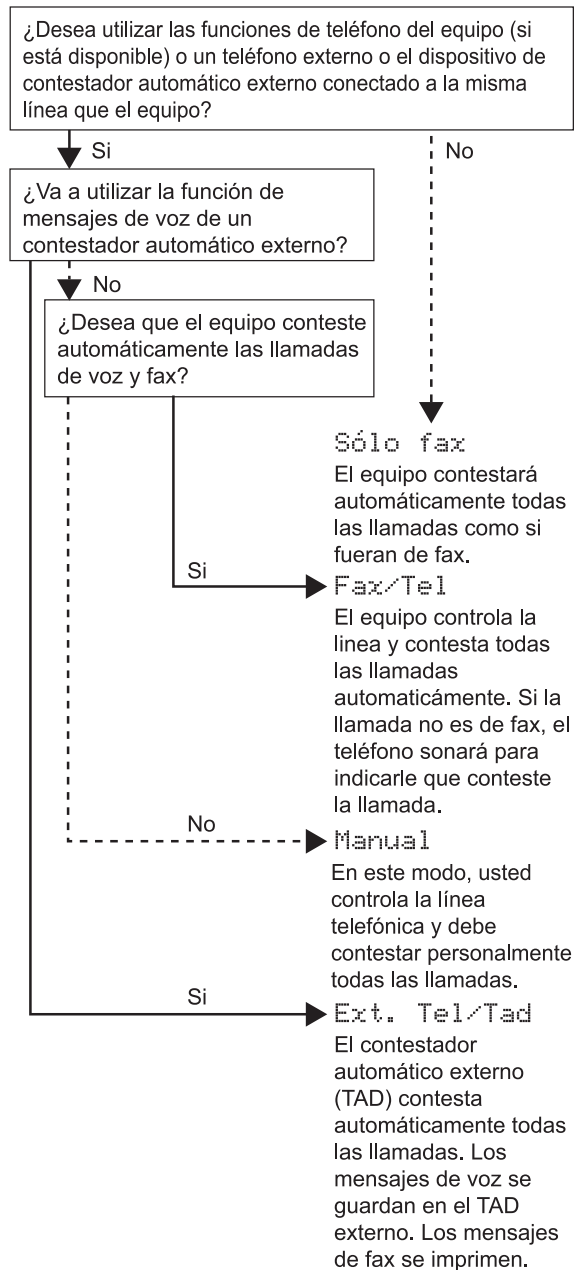 ¿Desea utilizar las funciones de teléfono del equipo (si
está disponible) o un teléfono externo o el dispositivo de
contestador automático externo conectado a la misma
línea que el equipo?
Si
No
¿Va a utilizar la función de
mensajes de voz de un
contestador automático externo?
No
¿Desea que el equipo conteste
automáticamente las llamadas
de voz y fax?
Sólo fax
El equipo contestará
automáticamente todas
las llamadas como si
fueran de fax.
Si
Fax/Tel
El equipo controla la
linea y contesta todas
las llamadas
automaticámente. Si la
llamada no es de fax, el
teléfono sonará para
indicarle que conteste
la llamada.
No
Manual
En este modo, usted
controla la línea
telefónica y debe
contestar personalmente
todas las llamadas.
Si
Ext. Tel/Tad
El contestador
automático externo
(TAD) contesta
automáticamente todas
las llamadas. Los
mensajes de voz se
guardan en el TAD
externo. Los mensajes
de fax se imprimen.